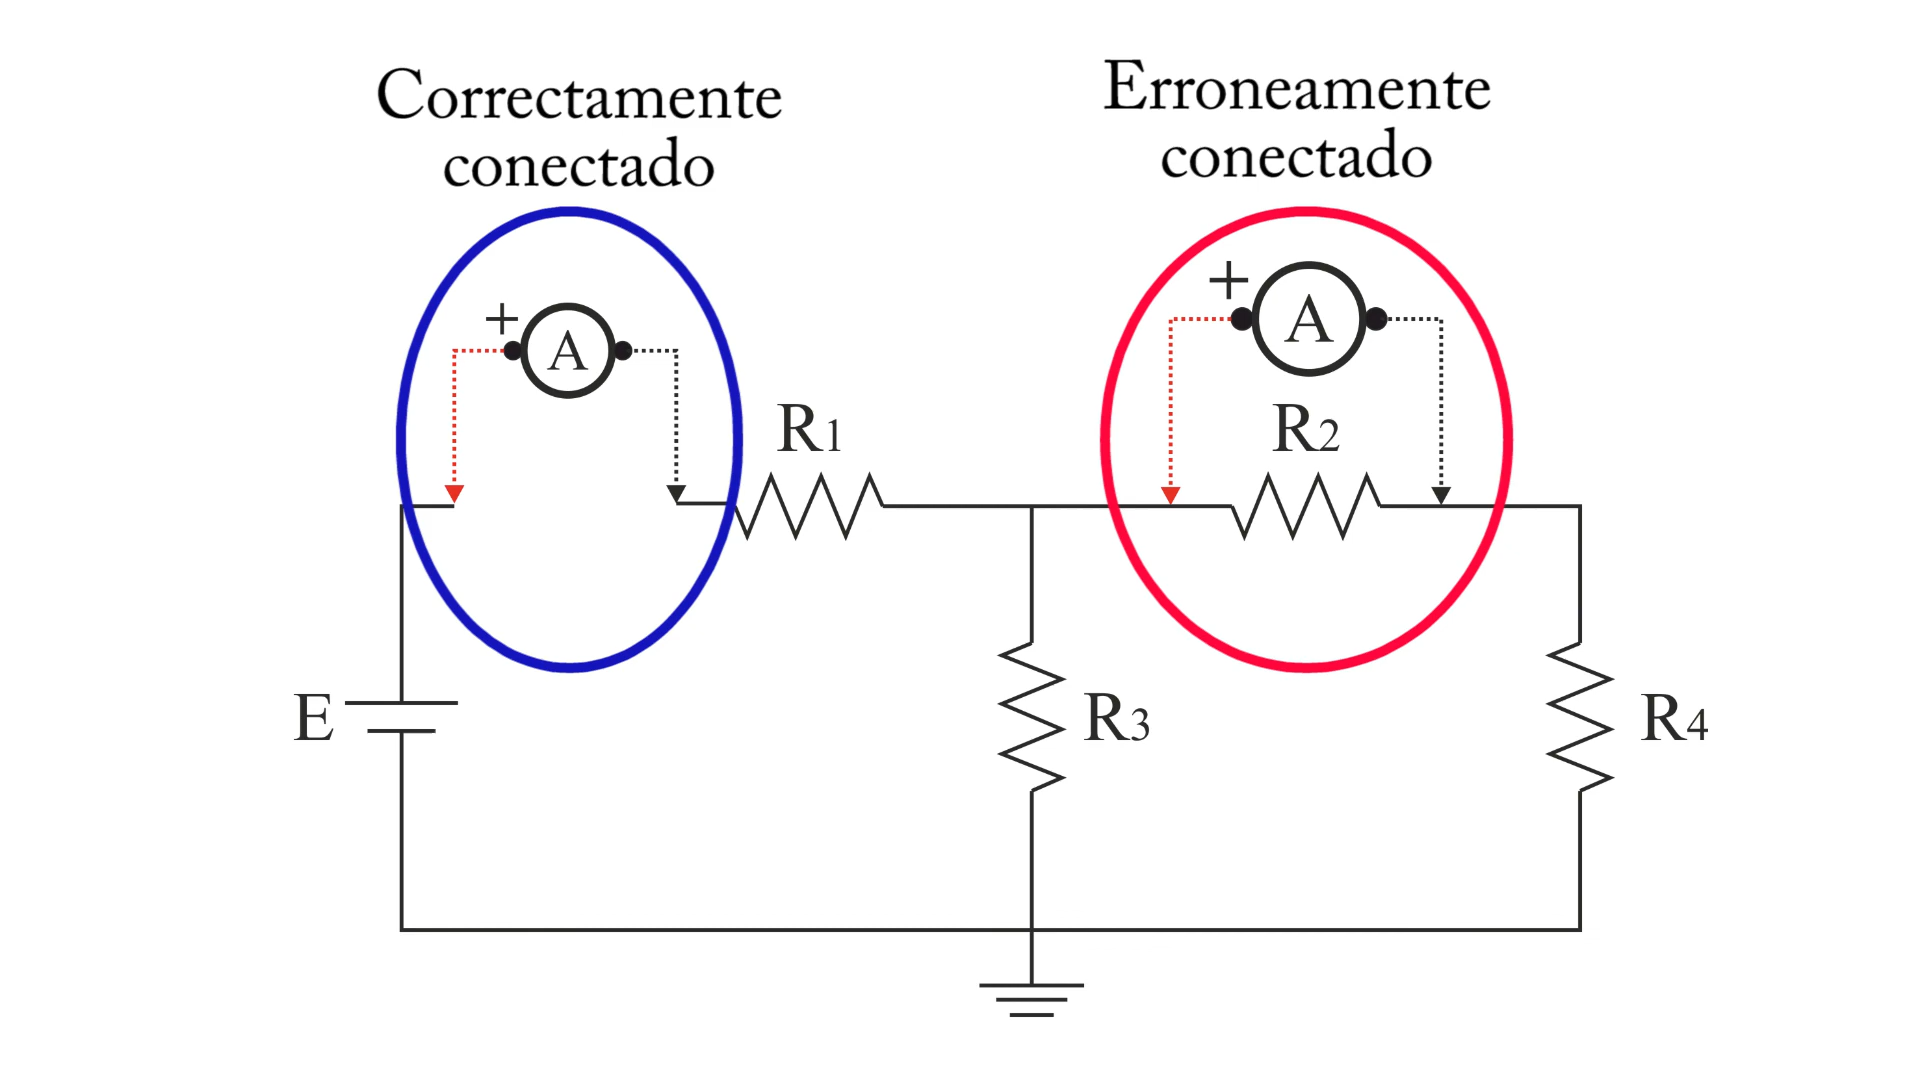 Correctamente
conectado
Erroneamente
conectado
+
A
+
A
R1
R2
E
R3
R4